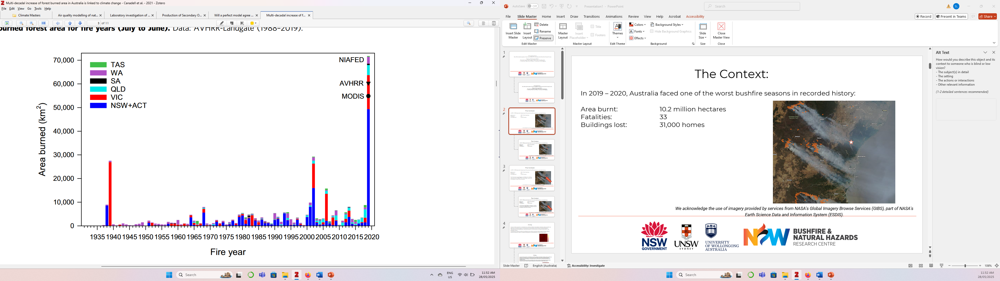 Multi-decadal increase of forest burned area in Australia is linked to climate change - Canadell et al. - 2021 - Zotero
File Edit View Go Tools Help
Climate Masters
Air quality modelling of nat...
Laboratory investigation of ...
Production of Secondary O...
Will a perfect model agree ...
Multi-decadal increase of f...
3 of 11
burned forest area for fire years (July to June). Data: AVHRR-Landgate (1988–2019).
70,000
60,000
50,000
40,000
30,000
20,000
10,000
0
Area burned (km2)
TAS
WA
SA
QLD
VIC
NSW+ACT
NIAFED
AVHRR
MODIS
1935 1940 1945 1950 1955 1960 1965 1970 1975 1980 1985 1990 1995 2000 2005 2010 2015 2020
Fire year
Search
ENG
US
11:52 AM
28/05/2025
AutoSave Off
Presentation1 - PowerPoint
Search
SL
File Slide Master Home Insert Draw Transitions Animations Review View Help Acrobat Accessibility
Record
Present in Teams
Share
Insert Slide Master
Insert Layout
Delete
Rename
Preserve
Edit Master
Master Layout
Insert Placeholder
Title
Footers
Master Layout
Themes
Edit Theme
Colors
Fonts
Effects
Background Styles
Hide Background Graphics
Background
Slide Size
Size
Close Master View
Close
1
2
3
4
The Context:
In 2019 – 2020, Australia faced one of the worst bushfire seasons in recorded history:
Area burnt: 10.2 million hectares
Fatalities: 33
Buildings lost: 31,000 homes
We acknowledge the use of imagery provided by services from NASA's Global Imagery Browse Services (GIBS), part of NASA's
Earth Science Data and Information System (ESDIS).
NSW
GOVERNMENT
UNSW
SYDNEY
UNIVERSITY
OF WOLLONGONG
AUSTRALIA
BUSHFIRE &
NATURAL HAZARDS
RESEARCH CENTRE
Alt Text
How would you describe this object and its
context to someone who is blind or low
vision?
- The subject(s) in detail
- The setting
- The actions or interactions
- Other relevant information
(1-2 detailed sentences recommended)
Slide Master
English (Australia)
Accessibility: Investigate
106%
Search
11:52 AM
28/05/2025